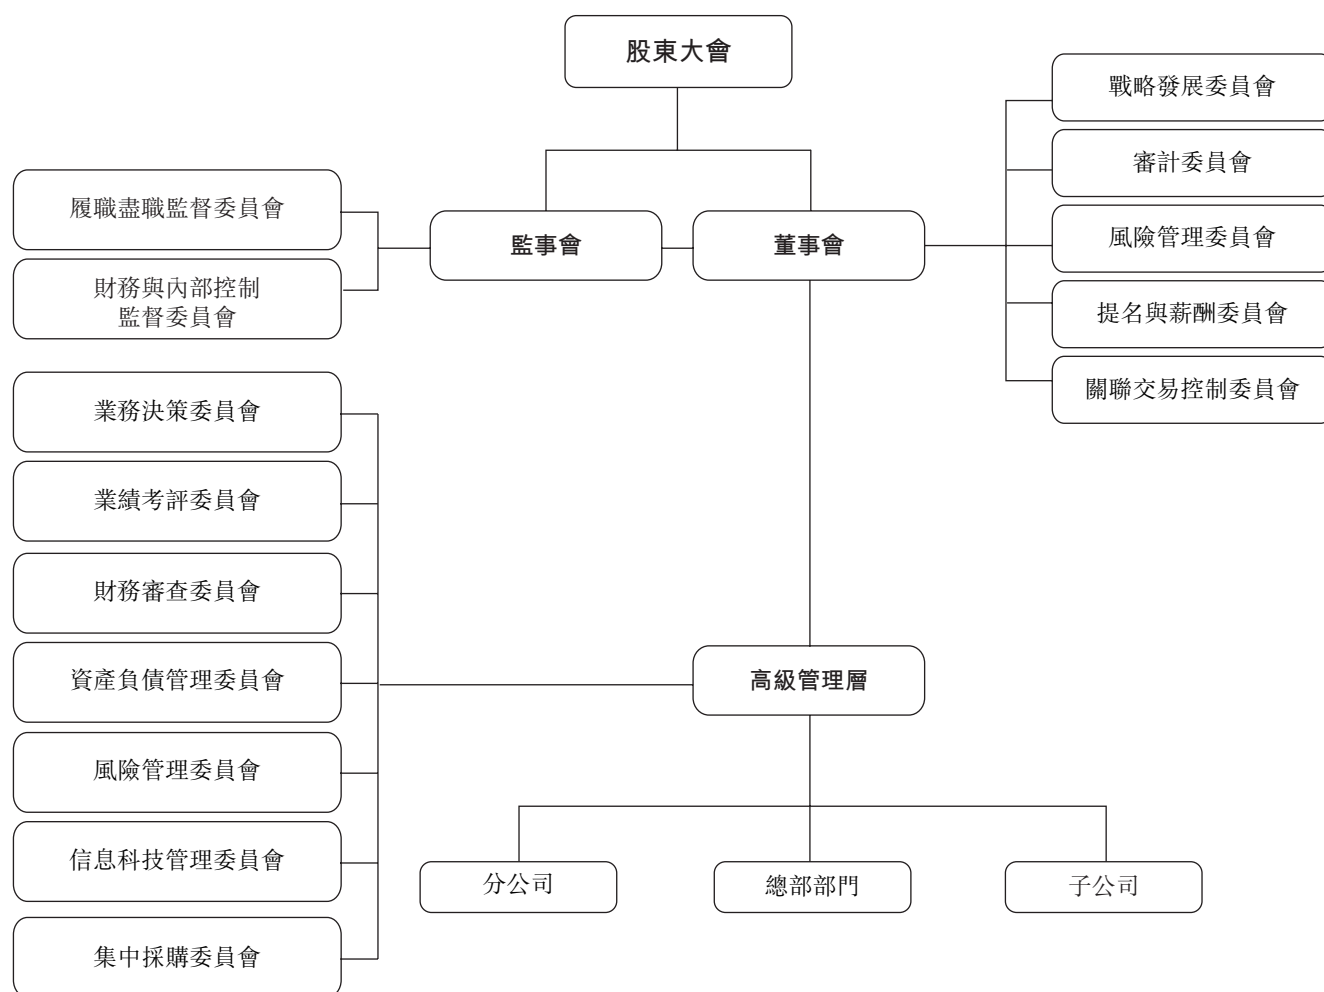 股東大會
戰略發展委員會
審計委員會
風險管理委員會
提名與薪酬委員會
關聯交易控制委員會
履職盡職監督委員會
財務與內部控制
監督委員會
監事會
董事會
業務決策委員會
業績考評委員會
財務審查委員會
資產負債管理委員會
風險管理委員會
信息科技管理委員會
集中採購委員會
高級管理層
分公司
總部部門
子公司